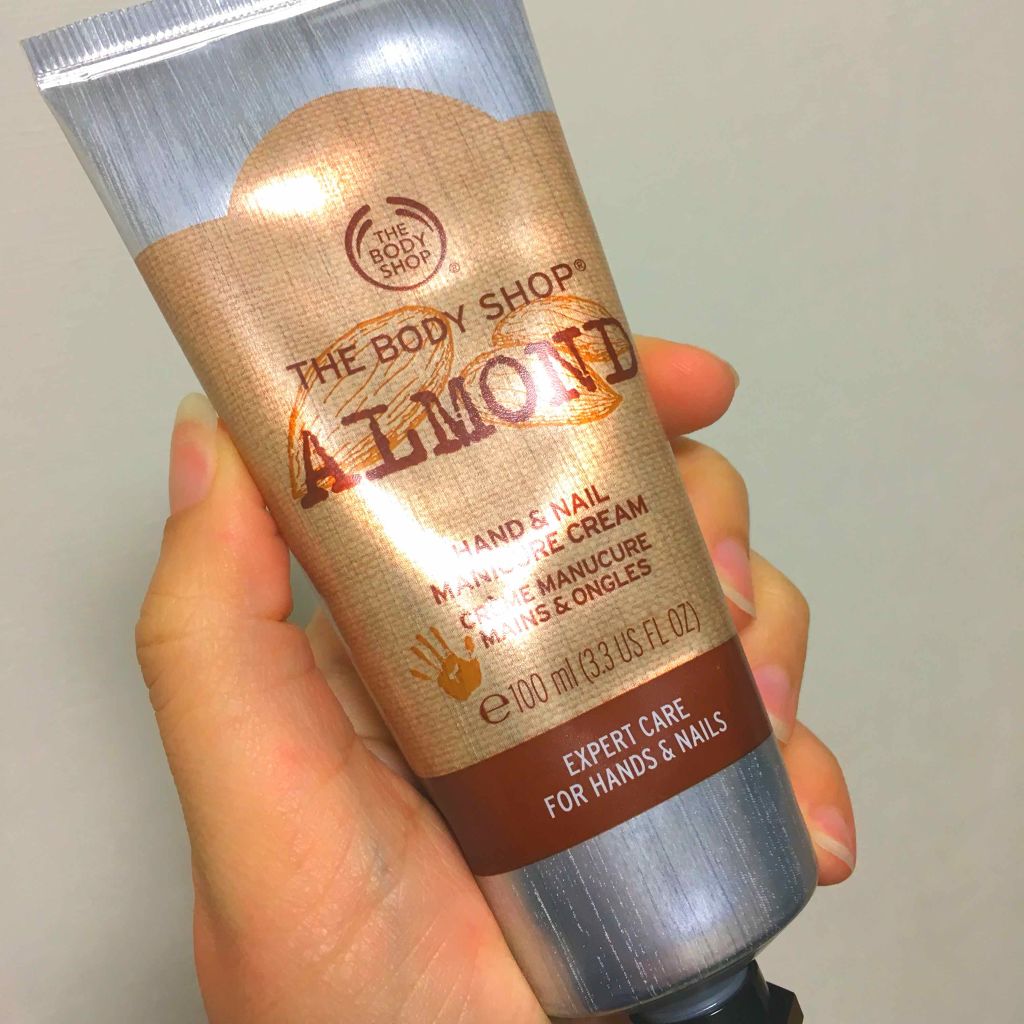 THE
BODY
SHOP®
THE BODY SHOP®
ALMOND
HAND & NAIL
MANICURE CREAM
CRÈME MANUCURE
MAINS & ONGLES
℮100 ml (3.3 US FL OZ)
EXPERT CARE
FOR HANDS & NAILS